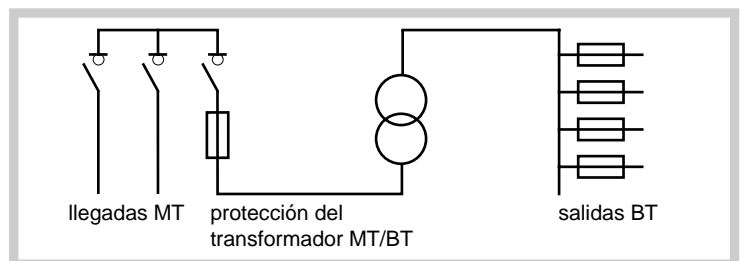 llegadas MT
protección del
transformador MT/BT
salidas BT